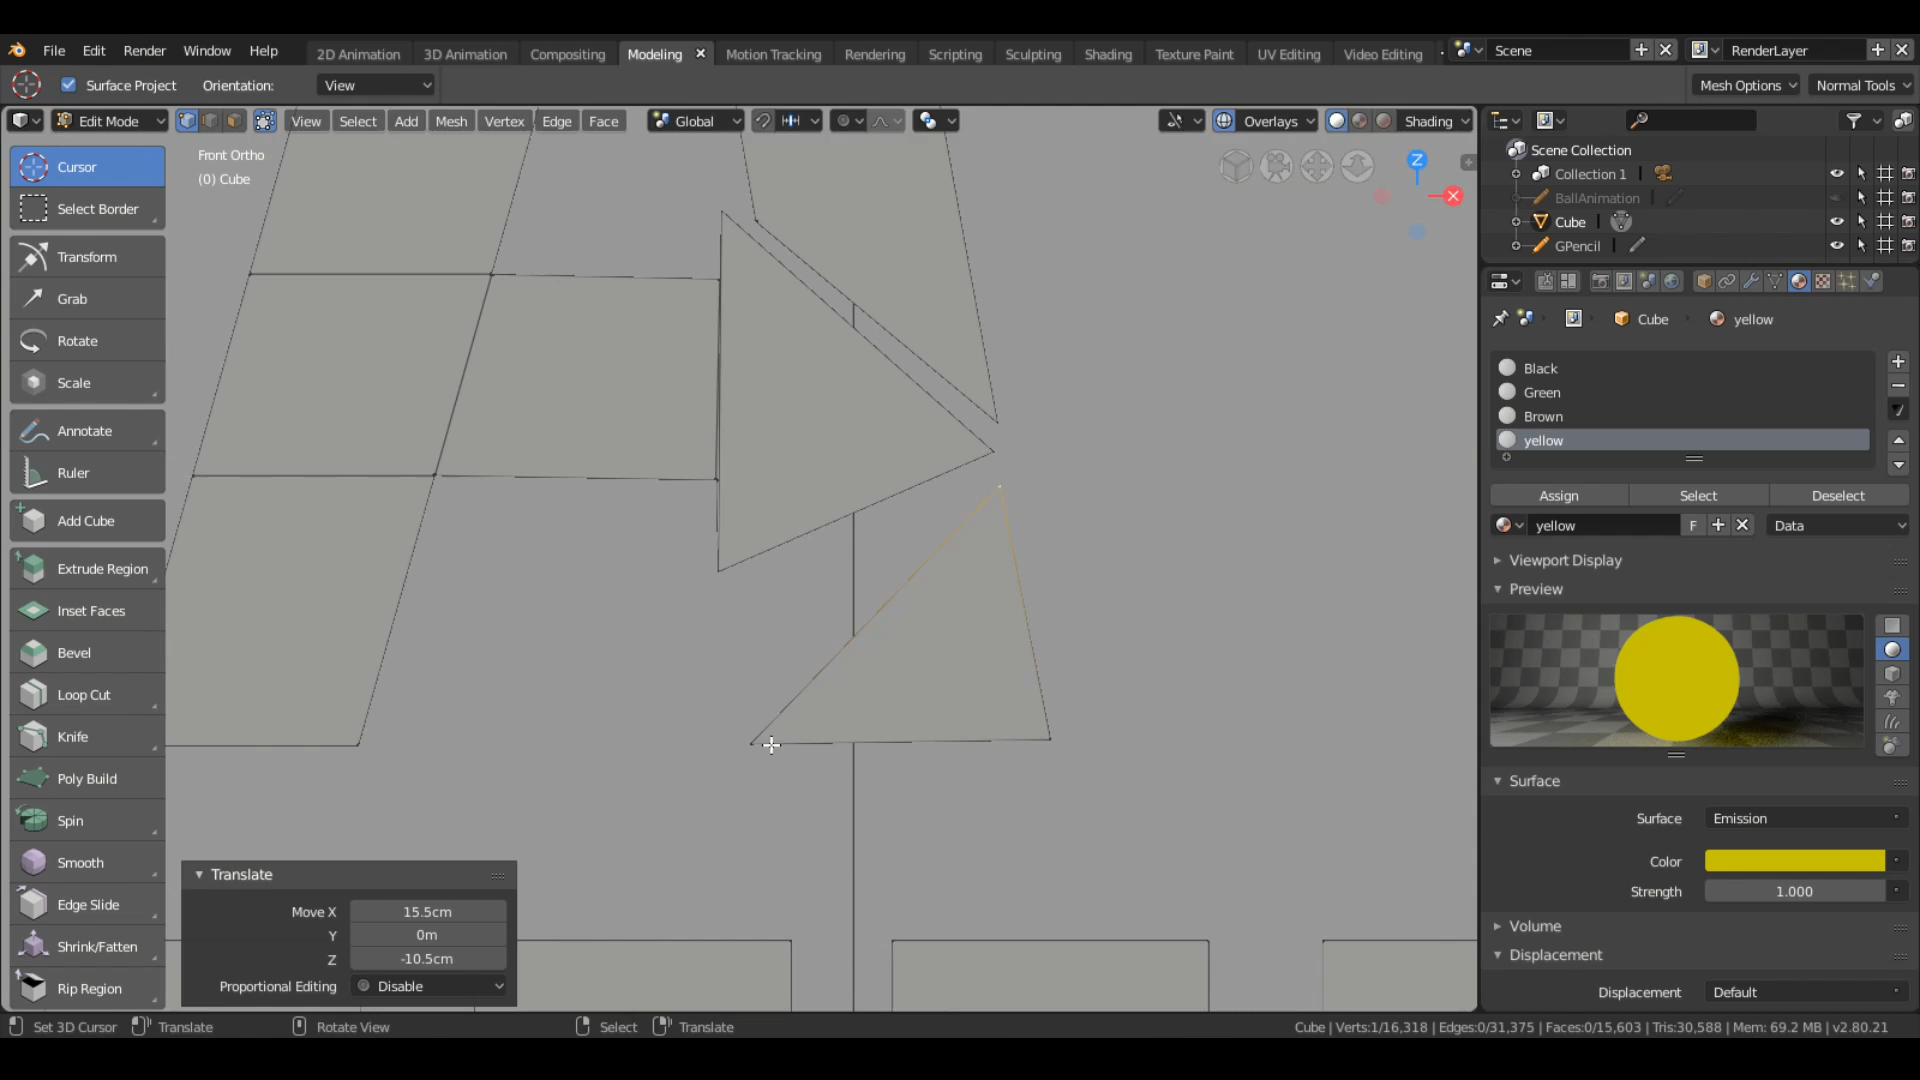 File Edit Render Window Help 2D Animation 3D Animation Compositing Modeling Motion Tracking Rendering Scripting Sculpting Shading Texture Paint UV Editing Video Editing Scene RenderLayer
Surface Project Orientation: View Mesh Options Normal Tools
Edit Mode View Select Add Mesh Vertex Edge Face Global Overlays Shading
Front Ortho
(0) Cube
Z
X
Cursor
Select Border
Transform
Grab
Rotate
Scale
Annotate
Ruler
Add Cube
Extrude Region
Inset Faces
Bevel
Loop Cut
Knife
Poly Build
Spin
Smooth
Edge Slide
Shrink/Fatten
Rip Region
Translate
Move X 15.5cm
Y 0m
Z -10.5cm
Proportional Editing Disable
Scene Collection
Collection 1
BallAnimation
Cube
GPencil
Cube yellow
Black
Green
Brown
yellow
Assign Select Deselect
yellow F Data
Viewport Display
Preview
Surface
Surface Emission
Color
Strength 1.000
Volume
Displacement
Displacement Default
Set 3D Cursor Translate Rotate View Select Translate Cube | Verts:1/16,318 | Edges:0/31,375 | Faces:0/15,603 | Tris:30,588 | Mem: 69.2 MB | v2.80.21